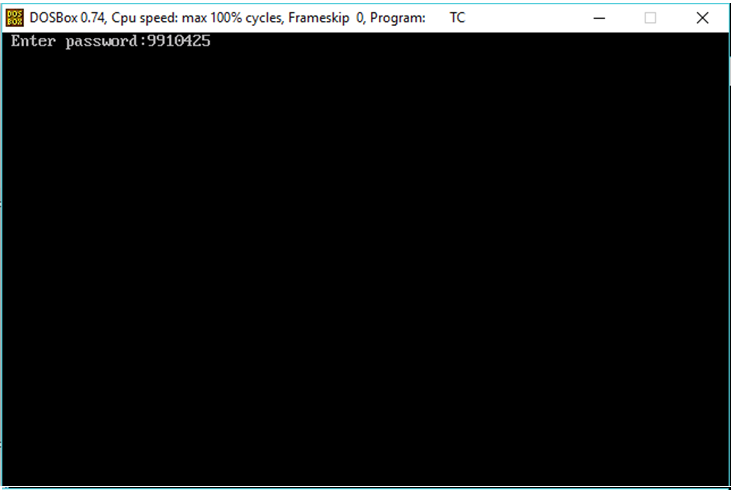 DOSBox 0.74, Cpu speed: max 100% cycles, Frameskip 0, Program: TC
Enter password:9910425